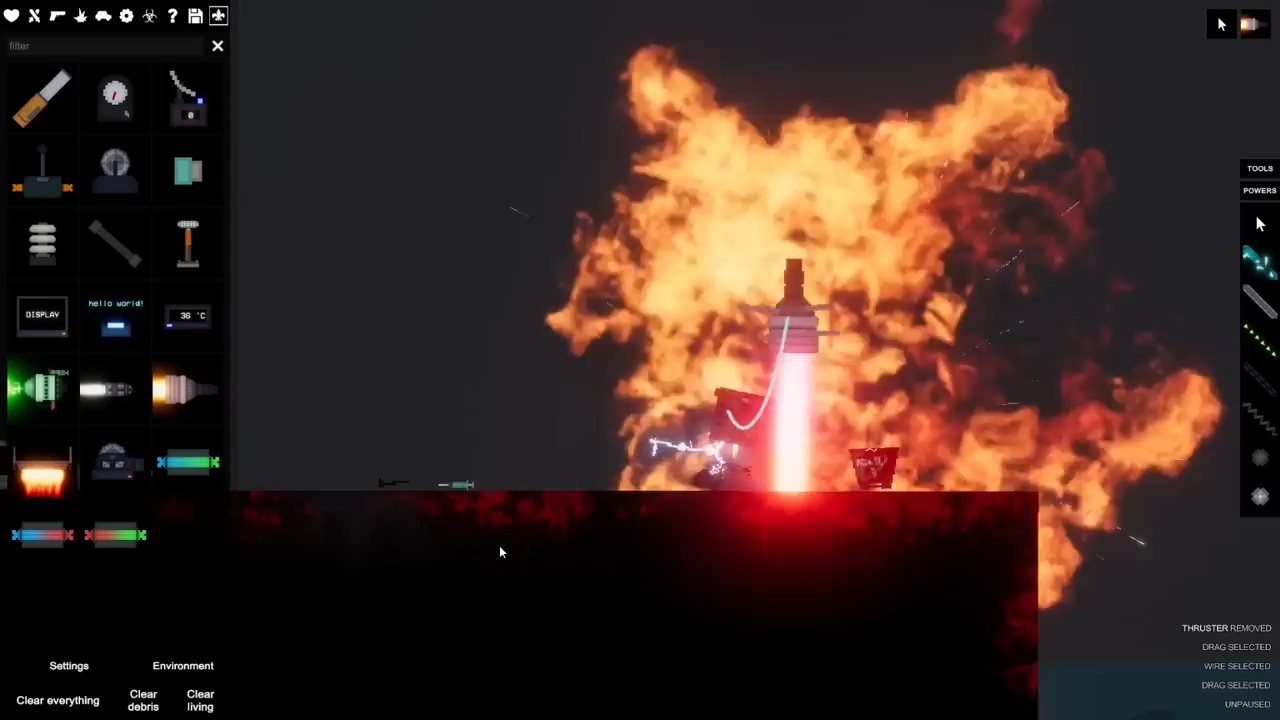 ?
filter
0
DISPLAY
hello world!
36 °C
Settings
Environment
Clear everything
Clear debris
Clear living
TOOLS
POWERS
THRUSTER REMOVED
DRAG SELECTED
WIRE SELECTED
DRAG SELECTED
UNPAUSED